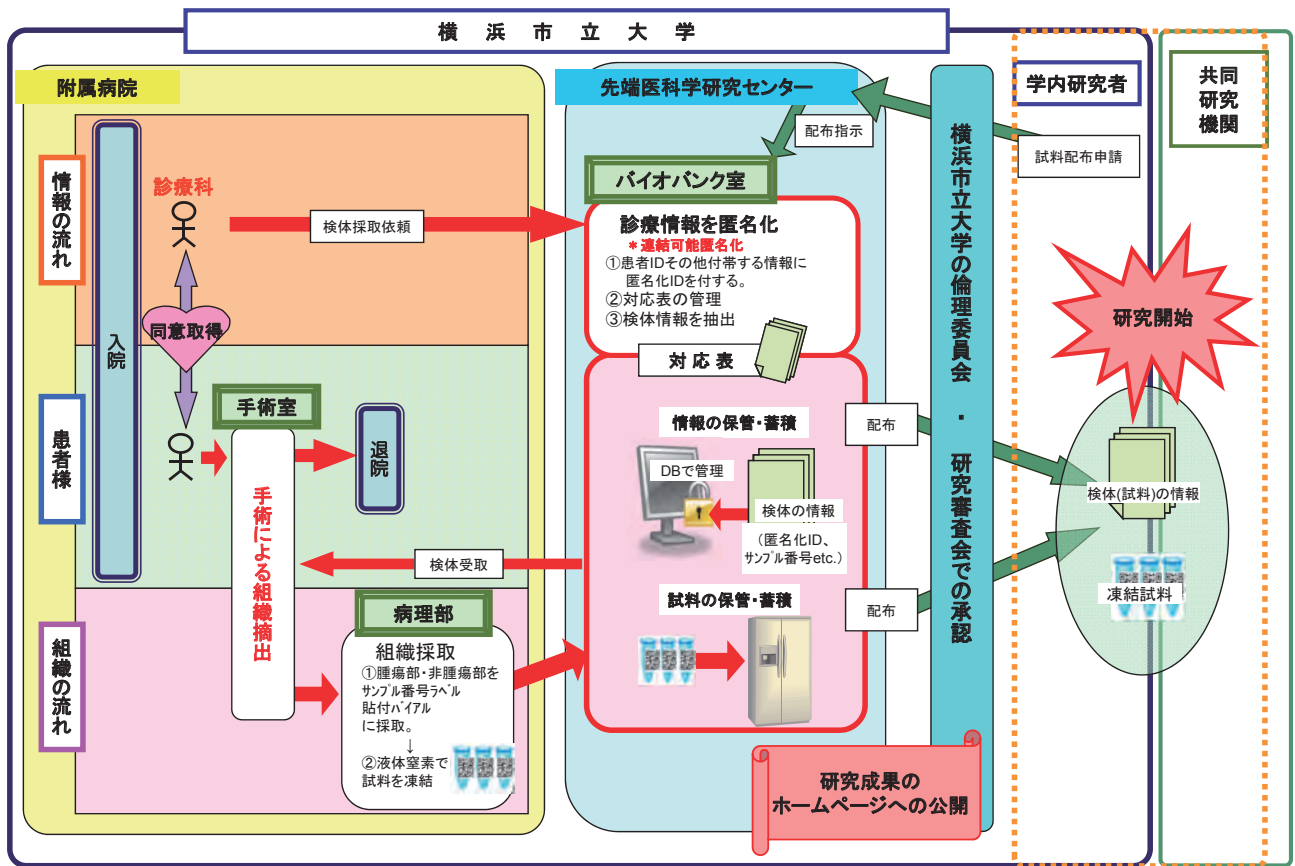 横浜市立大学
附属病院
情報の流れ
患者様
組織の流れ
入院
診療科
同意取得
検体採取依頼
手術室
手術による組織摘出
退院
検体受取
病理部
組織採取
①腫瘍部・非腫瘍部を
サンプル番号ラベル
貼付バイアル
に採取。
↓
②液体窒素で
試料を凍結
先端医科学研究センター
配布指示
バイオバンク室
診療情報を匿名化
*連結可能匿名化
①患者IDその他付帯する情報に
匿名化IDを付する。
②対応表の管理
③検体情報を抽出
対応表
情報の保管・蓄積
DBで管理
検体の情報
(匿名化ID、
サンプル番号etc.)
試料の保管・蓄積
配布
配布
横浜市立大学の倫理委員会・研究審査会での承認
研究成果の
ホームページへの公開
学内研究者
試料配布申請
共同
研究
機関
研究開始
検体(試料)の情報
凍結試料